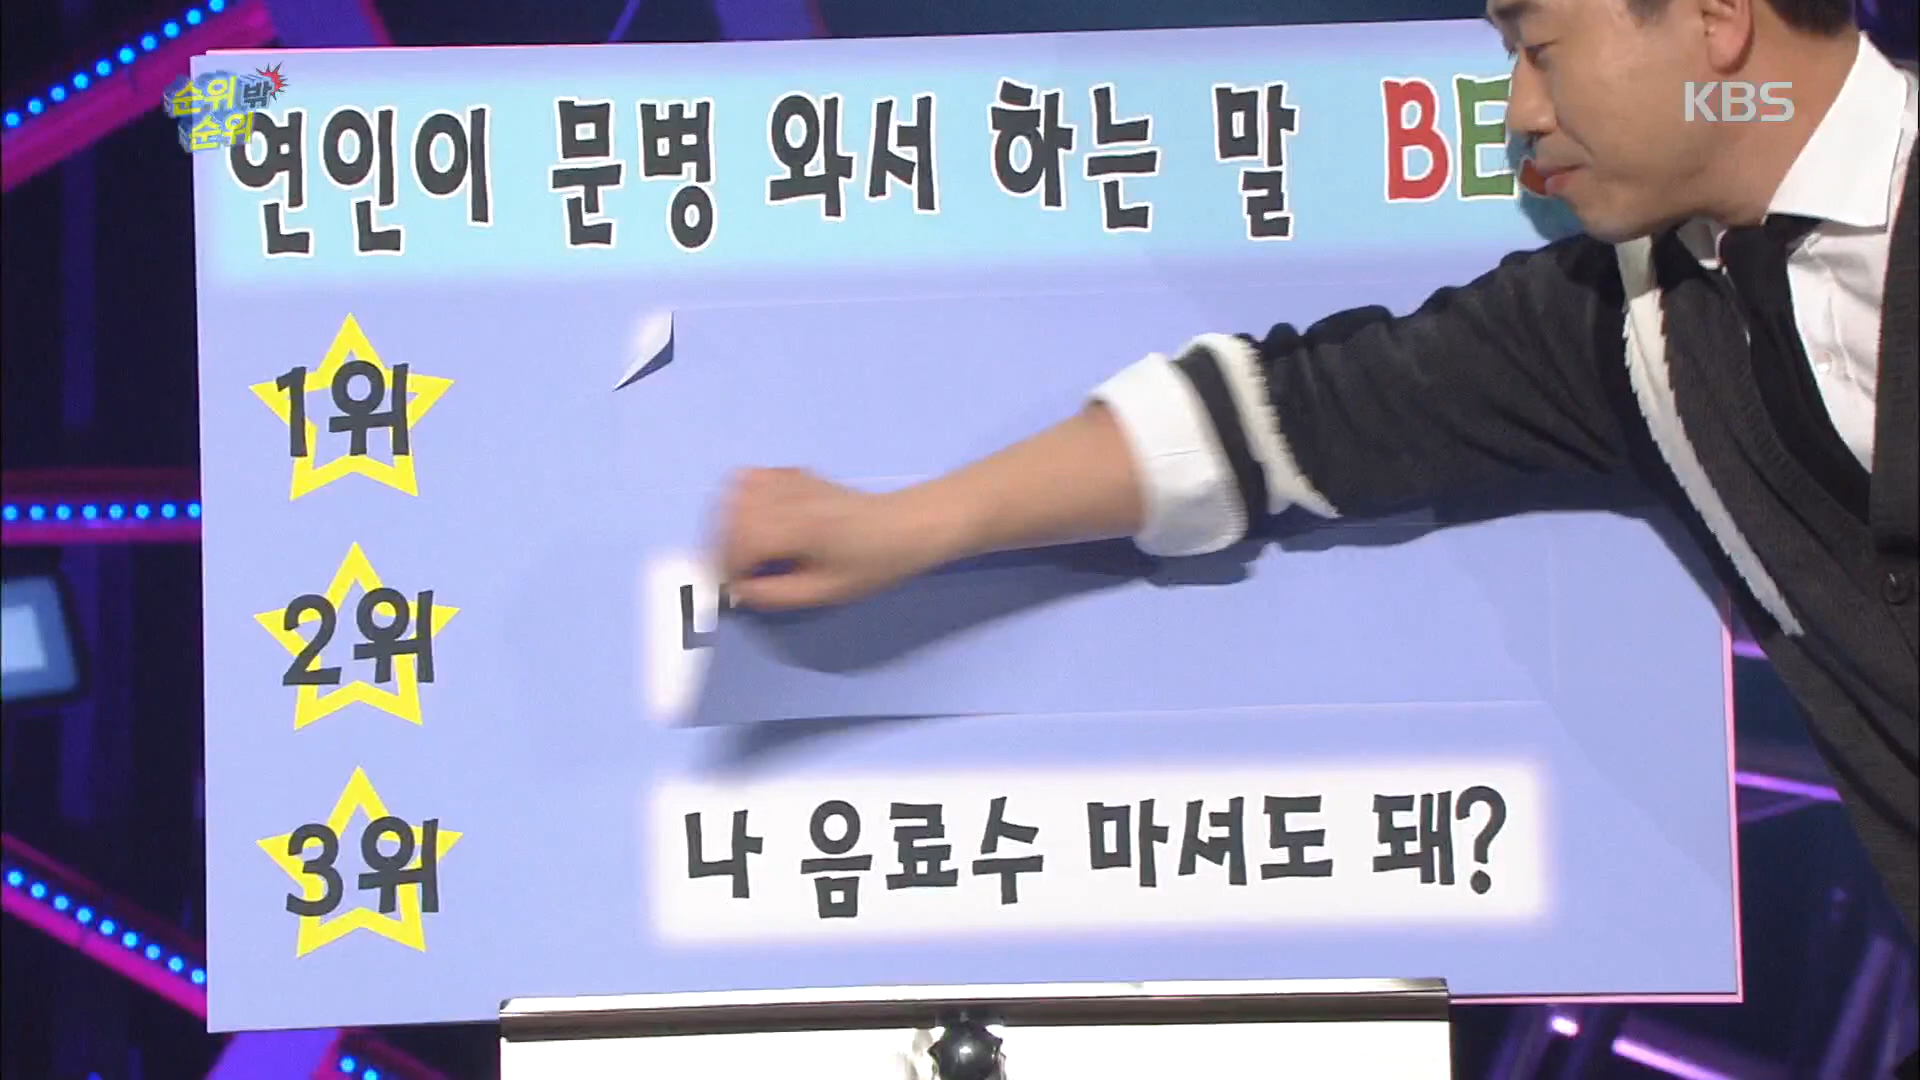 순위 밖
순위
KBS
연인이 문병 와서 하는 말 BE
1위
2위
3위 나 음료수 마셔도 돼?